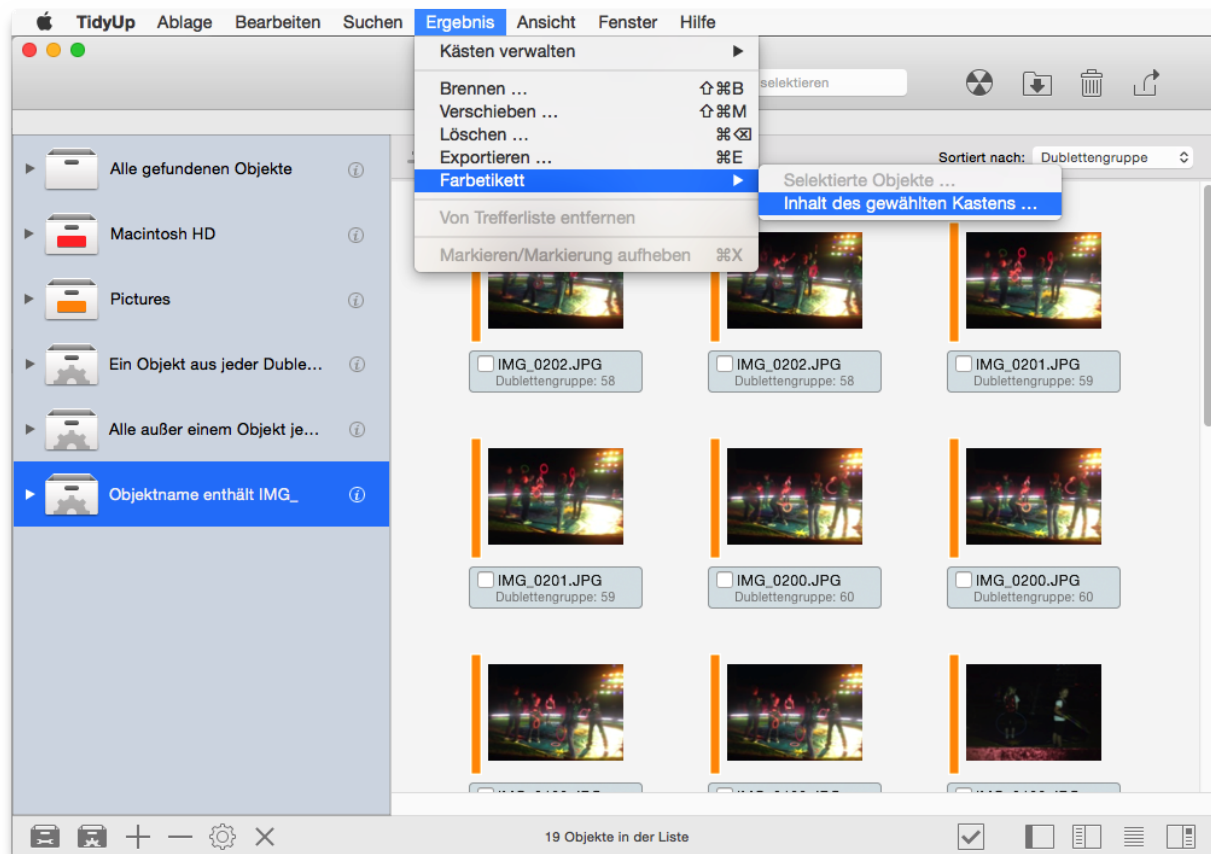 TidyUp Ablage Bearbeiten Suchen Ergebnis Ansicht Fenster Hilfe
Kästen verwalten
Brennen ... ⇧⌘B
Verschieben ... ⇧⌘M
Löschen ... ⌘⌫
Exportieren ... ⌘E
Farbetikett
Von Trefferliste entfernen
Markieren/Markierung aufheben ⌘X
Selektierte Objekte ...
Inhalt des gewählten Kastens ...
selektieren
Sortiert nach: Dublettengruppe
Alle gefundenen Objekte
Macintosh HD
Pictures
Ein Objekt aus jeder Duble...
Alle außer einem Objekt je...
Objektname enthält IMG_
IMG_0202.JPG
Dublettengruppe: 58
IMG_0202.JPG
Dublettengruppe: 58
IMG_0201.JPG
Dublettengruppe: 59
IMG_0201.JPG
Dublettengruppe: 59
IMG_0200.JPG
Dublettengruppe: 60
IMG_0200.JPG
Dublettengruppe: 60
19 Objekte in der Liste